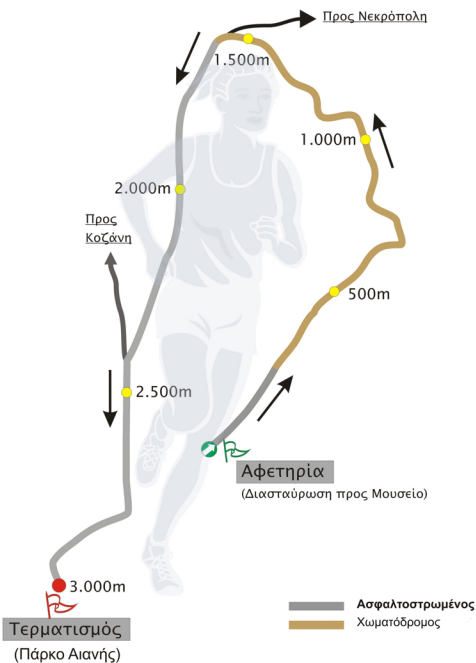 Προς Νεκρόπολη
1.500m
1.000m
2.000m
Προς
Κοζάνη
500m
2.500m
Αφετηρία
(Διασταύρωση προς Μουσείο)
3.000m
Τερματισμός
(Πάρκο Αιανής)
Ασφαλτοστρωμένος
Χωματόδρομος